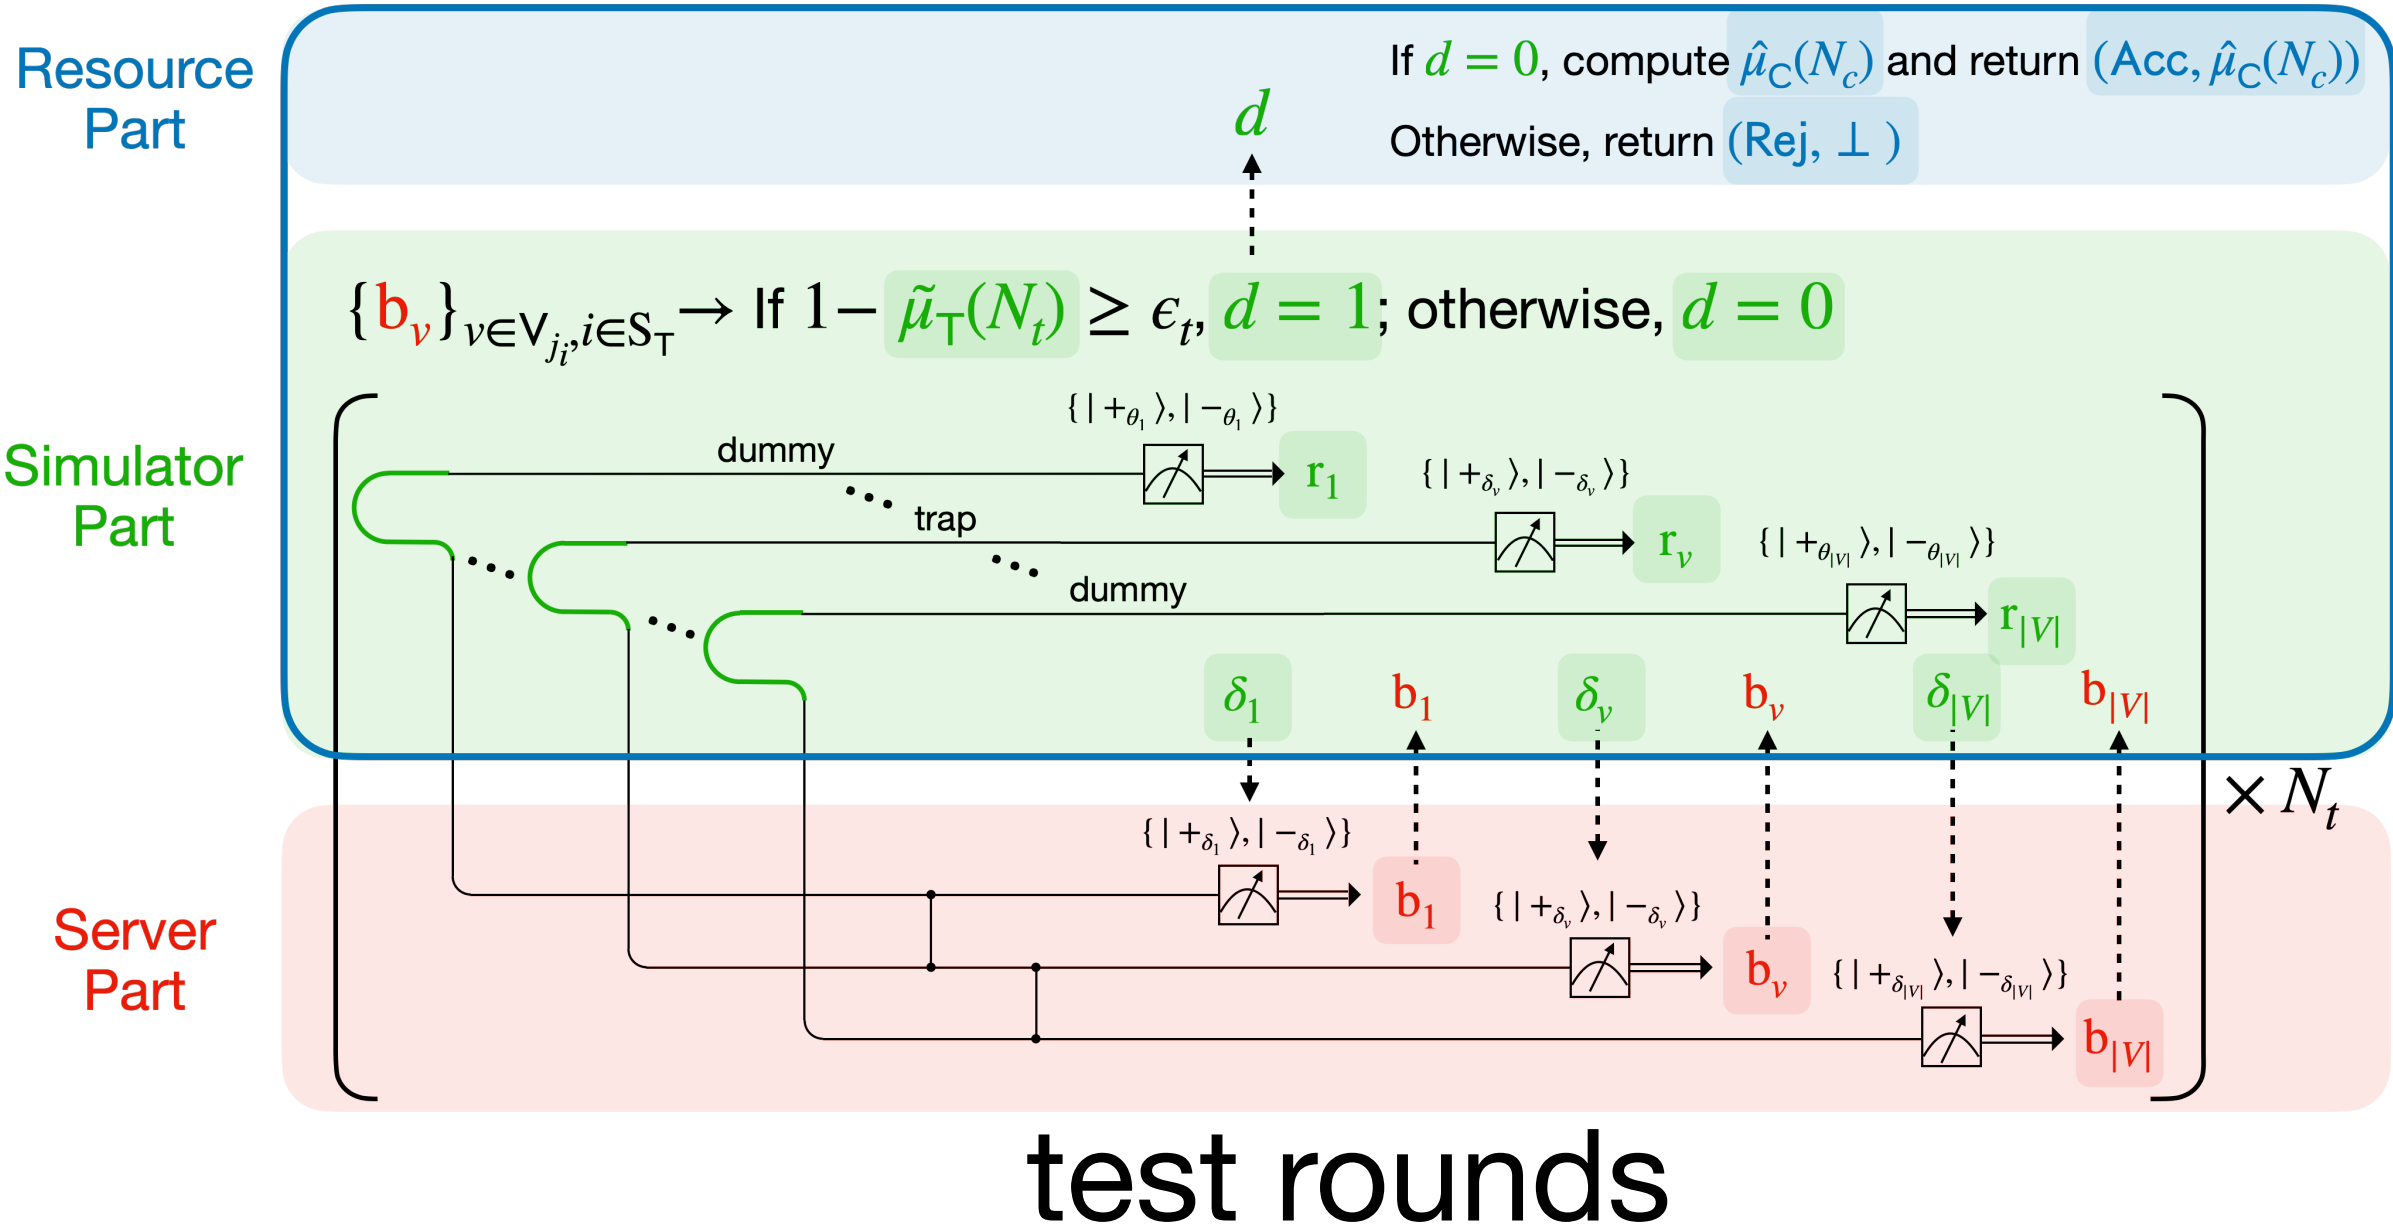 Resource Part
If d = 0, compute μ̂_C(N_c) and return (Acc, μ̂_C(N_c))
Otherwise, return (Rej, ⊥ )
d
{b_v}_{v∈V_{j_i}, i∈S_T} → If 1− μ̃_T(N_t) ≥ ϵ_t, d = 1; otherwise, d = 0
Simulator Part
{ | +_{θ_1} ⟩, | −_{θ_1} ⟩}
dummy
r_1
{ | +_{δ_v} ⟩, | −_{δ_v} ⟩}
trap
r_v
{ | +_{θ_{|V|}} ⟩, | −_{θ_{|V|}} ⟩}
dummy
r_{|V|}
δ_1 b_1 δ_v b_v δ_{|V|} b_{|V|}
× N_t
Server Part
{ | +_{δ_1} ⟩, | −_{δ_1} ⟩}
b_1
{ | +_{δ_v} ⟩, | −_{δ_v} ⟩}
b_v
{ | +_{δ_{|V|}} ⟩, | −_{δ_{|V|}} ⟩}
b_{|V|}
test rounds